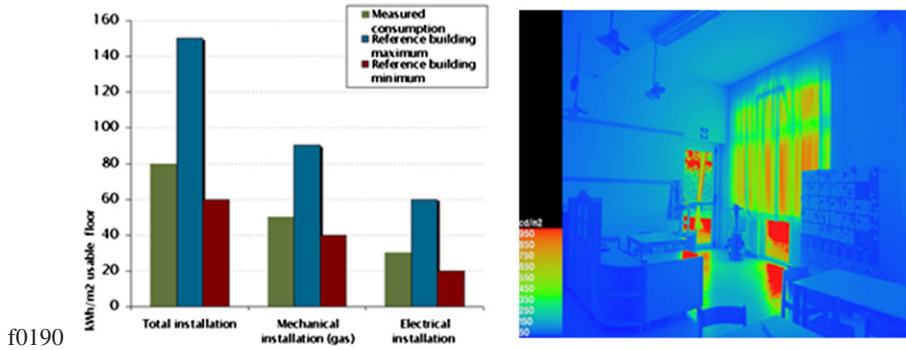 160
140
120
100
80
60
40
20
0
kWh/m2 usable floor
Measured
consumption
Reference building
maximum
Reference building
minimum
Total installation
Mechanical
installation (gas)
Electrical
installation
cd/m2
950
850
750
650
550
450
350
250
150
50
f0190